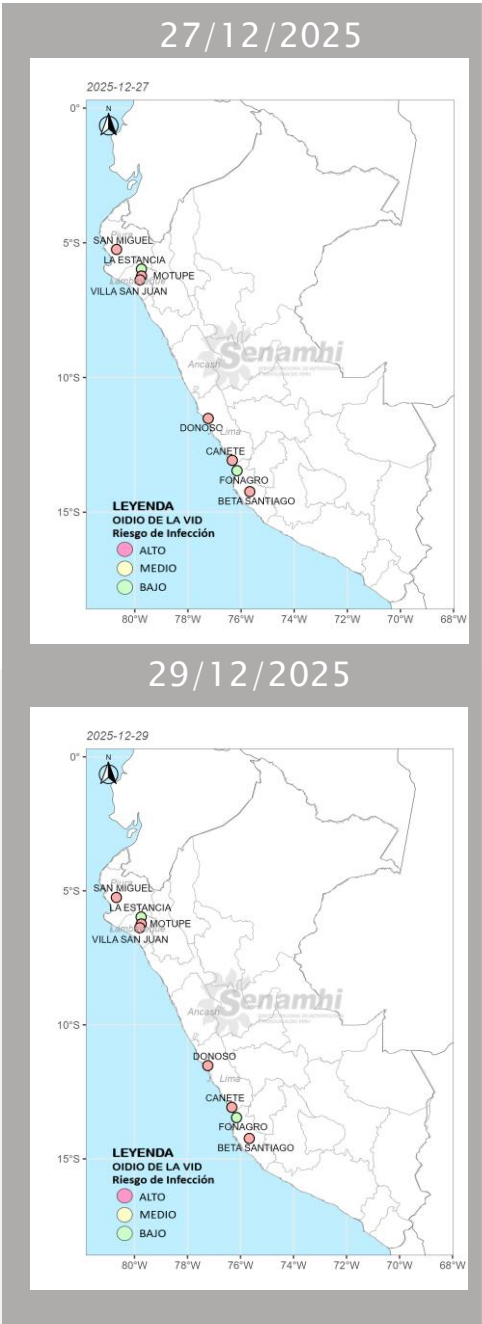 27/12/2025
2025-12-27
N
0°
Piura
SAN MIGUEL
5°S
LA ESTANCIA
MOTUPE
Lambayeque
VILLA SAN JUAN
Senamhi
Ancash
10°S
DONOSO
Lima
CANETE
FONAGRO
BETA SANTIAGO
LEYENDA
15°S
OIDIO DE LA VID
Riesgo de Infección
ALTO
MEDIO
BAJO
80°W 78°W 76°W 74°W 72°W 70°W 68°W
29/12/2025
2025-12-29
N
0°
Piura
SAN MIGUEL
5°S
LA ESTANCIA
MOTUPE
Lambayeque
VILLA SAN JUAN
Senamhi
Ancash
10°S
DONOSO
Lima
CANETE
FONAGRO
BETA SANTIAGO
LEYENDA
15°S
OIDIO DE LA VID
Riesgo de Infección
ALTO
MEDIO
BAJO
80°W 78°W 76°W 74°W 72°W 70°W 68°W